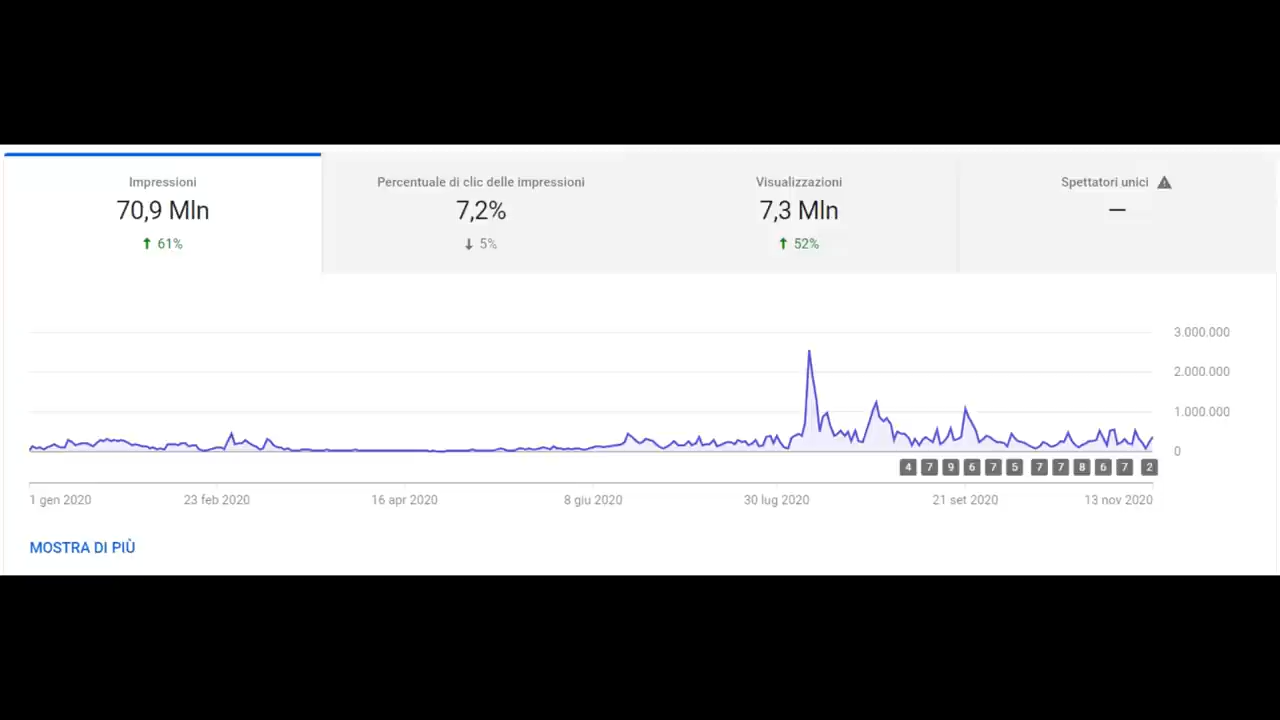 Impressioni
70,9 Mln
61%
Percentuale di clic delle impressioni
7,2%
5%
Visualizzazioni
7,3 Mln
52%
Spettatori unici
—
3.000.000
2.000.000
1.000.000
0
4 7 9 6 7 5 7 7 8 6 7 2
1 gen 2020 23 feb 2020 16 apr 2020 8 giu 2020 30 lug 2020 21 set 2020 13 nov 2020
MOSTRA DI PIÙ